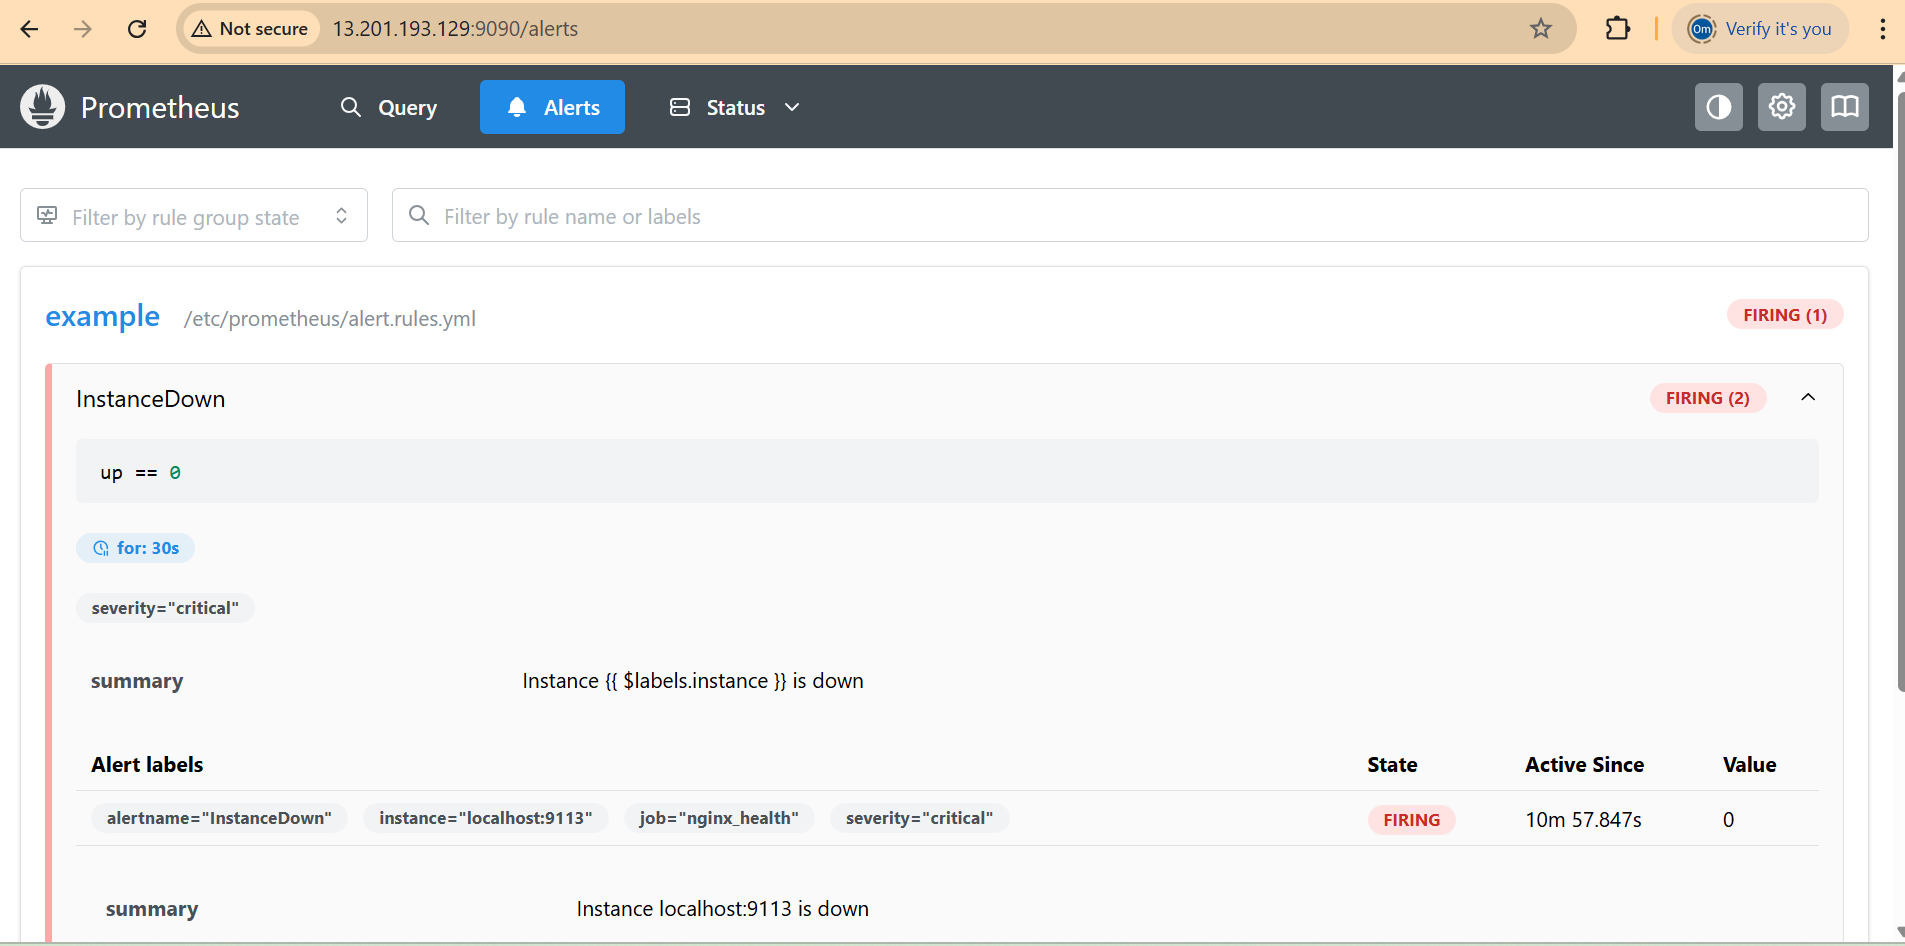 Not secure 13.201.193.129:9090/alerts Om Verify it's you
Prometheus Query Alerts Status
Filter by rule group state Filter by rule name or labels
example /etc/prometheus/alert.rules.yml FIRING (1)
InstanceDown FIRING (2)
up == 0
for: 30s
severity="critical"
summary Instance {{ $labels.instance }} is down
Alert labels State Active Since Value
alertname="InstanceDown" instance="localhost:9113" job="nginx_health" severity="critical" FIRING 10m 57.847s 0
summary Instance localhost:9113 is down